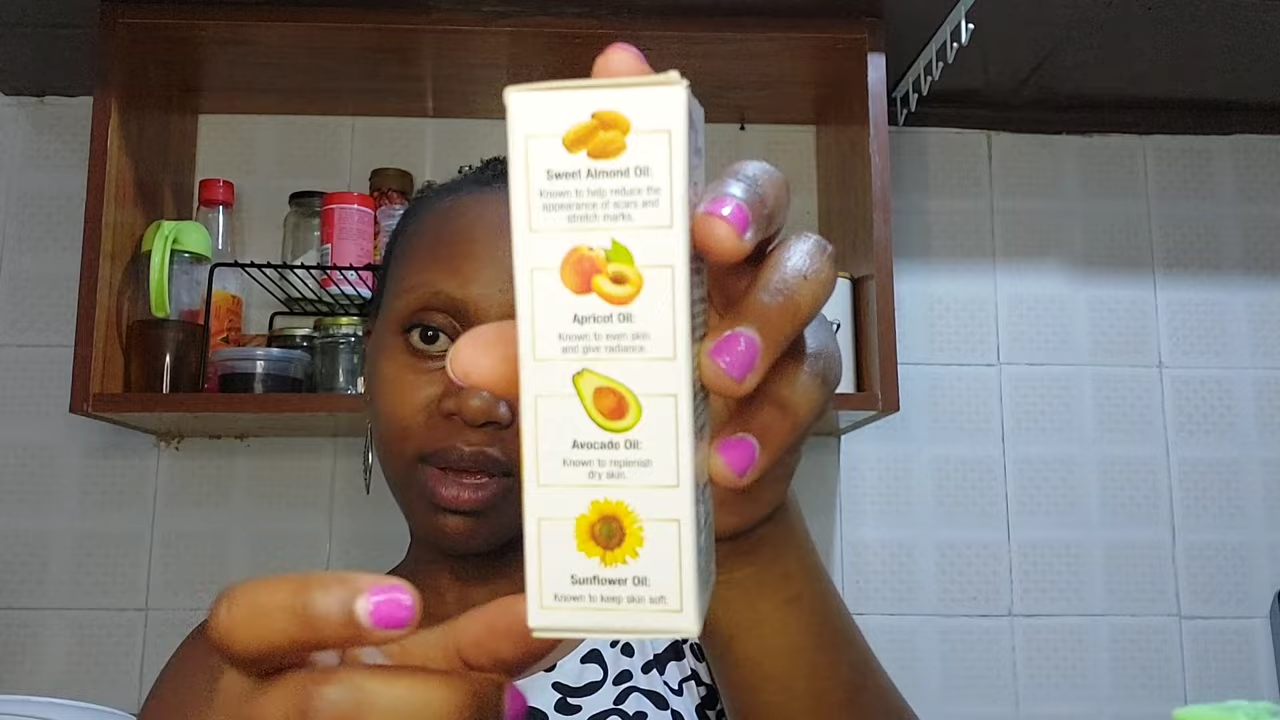 Sweet Almond Oil:
Known to help reduce the
appearance of scars and
stretch marks.
Apricot Oil:
Known to even skin
and give radiance.
Avocado Oil:
Known to replenish
dry skin.
Sunflower Oil:
Known to keep skin soft.